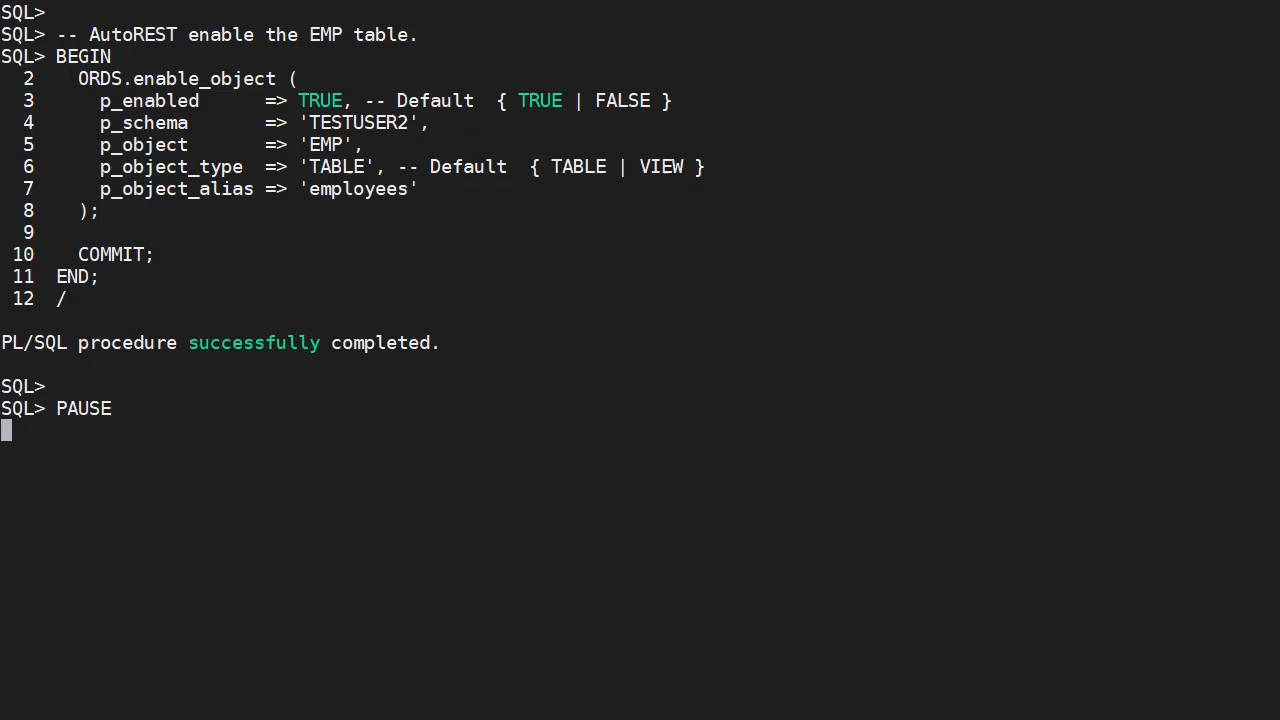 SQL>
SQL> -- AutoREST enable the EMP table.
SQL> BEGIN
  2    ORDS.enable_object (
  3      p_enabled      => TRUE, -- Default  { TRUE | FALSE }
  4      p_schema       => 'TESTUSER2',
  5      p_object       => 'EMP',
  6      p_object_type  => 'TABLE', -- Default  { TABLE | VIEW }
  7      p_object_alias => 'employees'
  8    );
  9
 10    COMMIT;
 11  END;
 12  /
PL/SQL procedure successfully completed.
SQL>
SQL> PAUSE